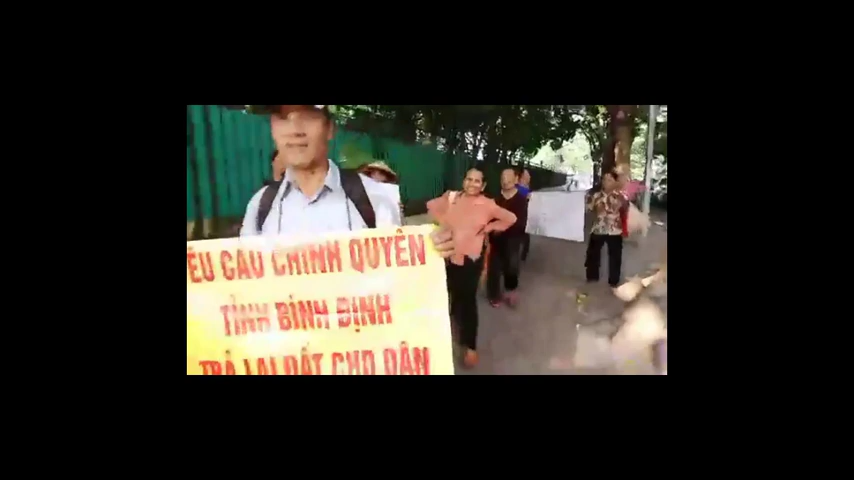 ÊU CẦU CHÍNH QUYỀN
TỈNH BÌNH ĐỊNH
TRẢ LẠI ĐẤT CHO DÂN